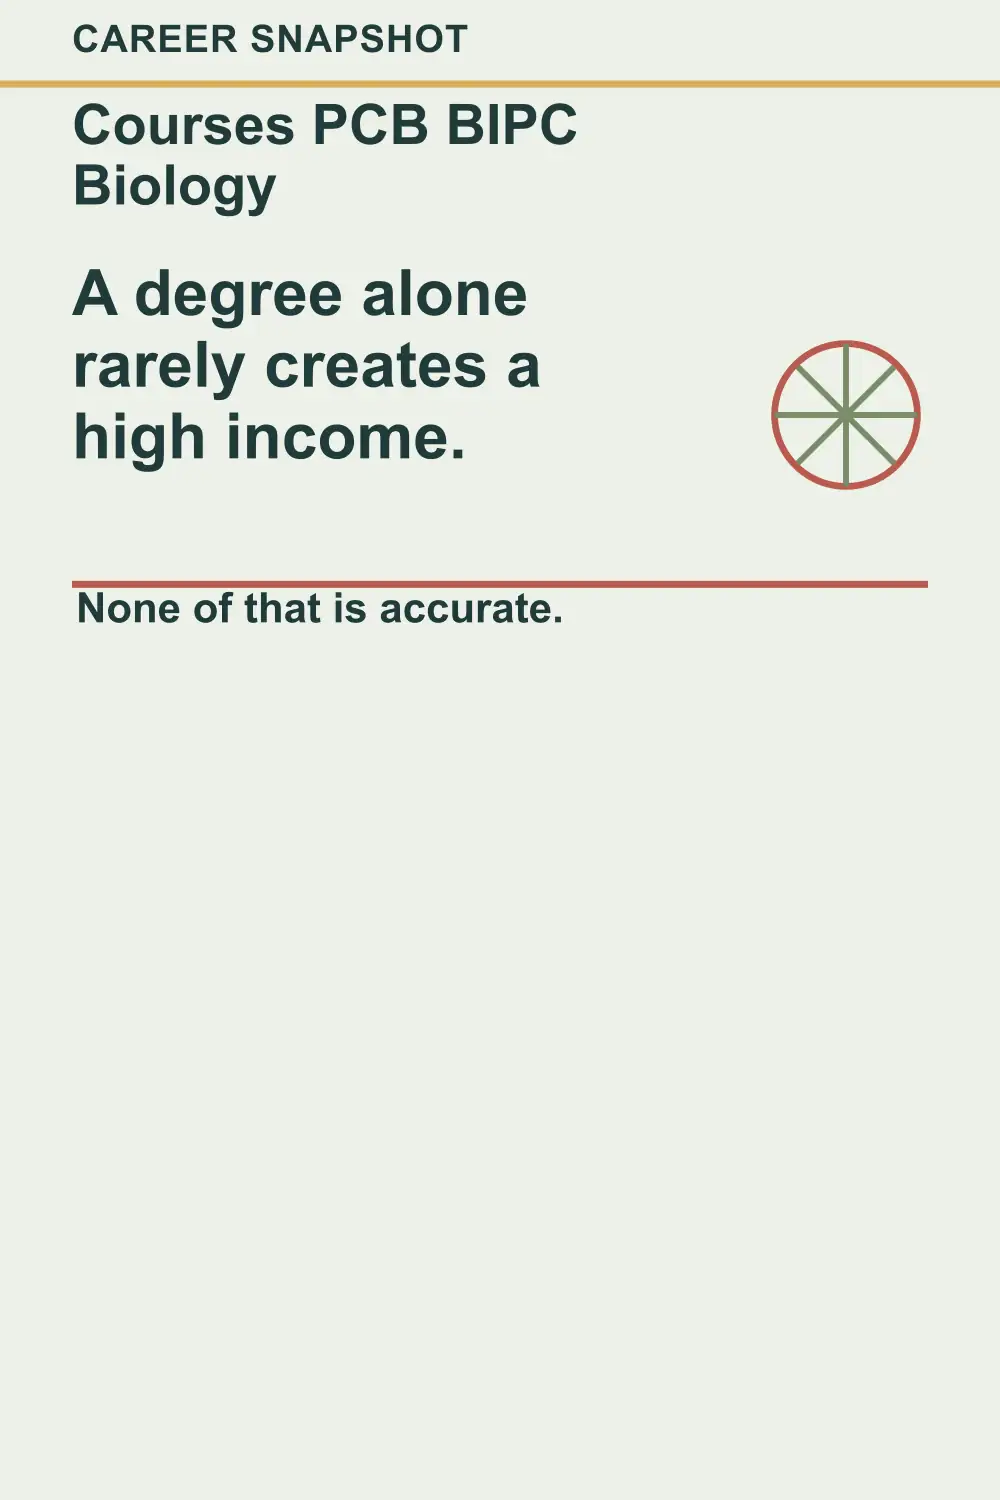 CAREER SNAPSHOT
Courses PCB BIPC
Biology
A degree alone
rarely creates a
high income.
None of that is accurate.